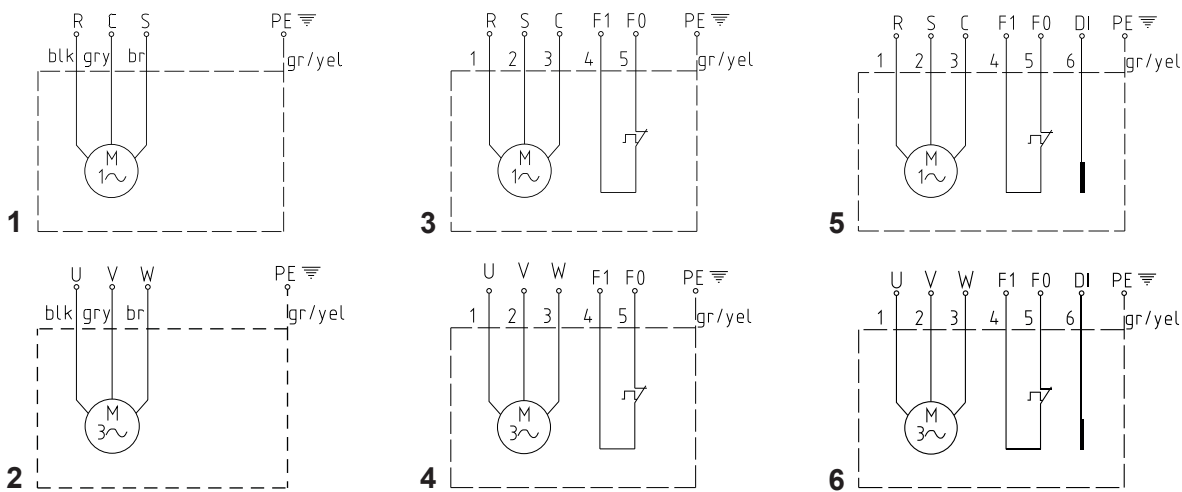 R C S PE
blk gry br gr/yel
M
1~
1
R S C F1 F0 PE
1 2 3 4 5 gr/yel
M
1~
3
R S C F1 F0 DI PE
1 2 3 4 5 6 gr/yel
M
1~
5
U V W PE
blk gry br gr/yel
M
3~
2
U V W F1 F0 PE
1 2 3 4 5 gr/yel
M
3~
4
U V W F1 F0 DI PE
1 2 3 4 5 6 gr/yel
M
3~
6